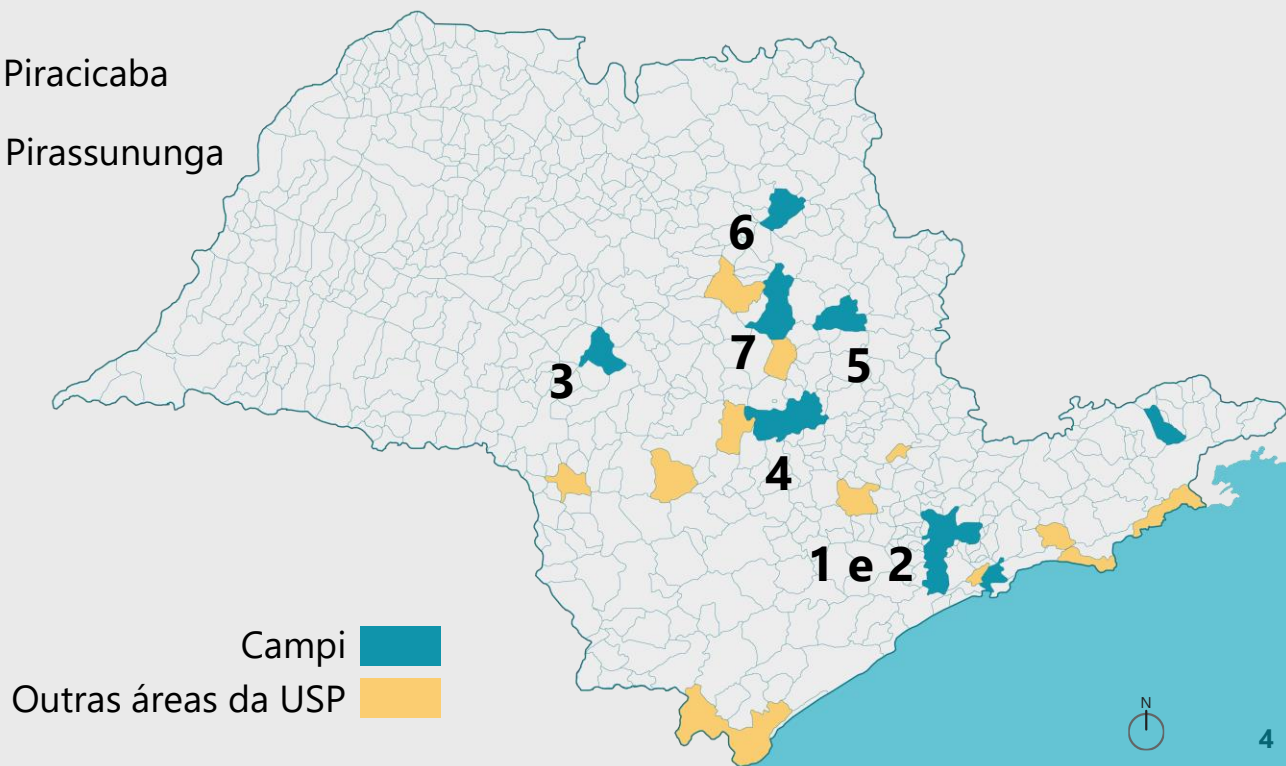 Piracicaba
Pirassununga
6
7
5
3
4
1 e 2
Campi
Outras áreas da USP
N
4